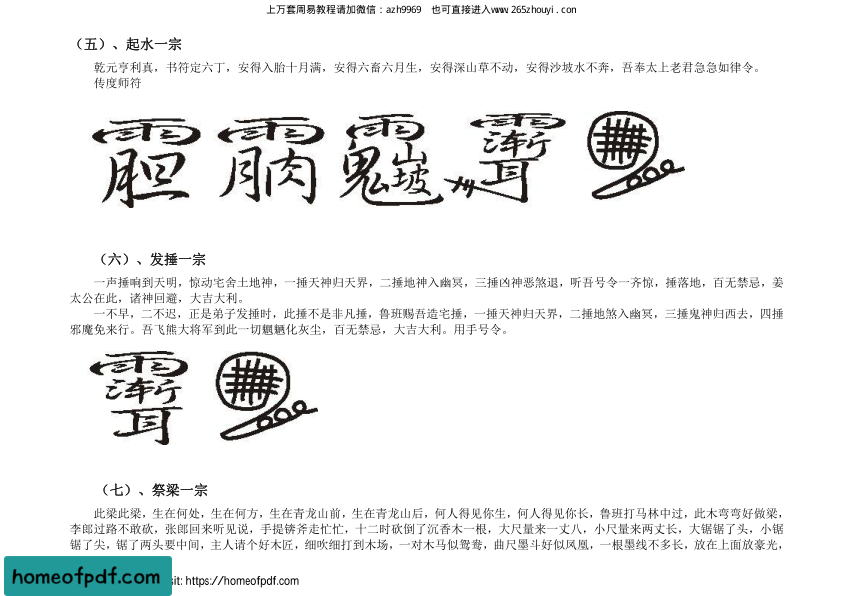 上万套周易教程请加微信：azh9969 也可直接进入www.265zhouyi.con
（五）、起水一宗
乾元亨利真，书符定六丁，安得入胎十月满，安得六畜六月生，安得深山草不动，安得沙坡水不奔，吾奉太上老君急急如律令。
传度师符
（六）、发捶一宗
一声捶响到天明，惊动宅舍土地神，一捶天神归天界，二捶地神入幽冥，三捶凶神恶煞退，听吾号令一齐惊，捶落地，百无禁忌，姜
太公在此，诸神回避，大吉大利。
一不早，二不迟，正是弟子发捶时，此捶不是非凡捶，鲁班赐吾造宅捶，一捶天神归天界，二捶地煞入幽冥，三捶鬼神归西去，四捶
邪魔免来行。吾飞熊大将军到此一切魍魉化灰尘，百无禁忌，大吉大利。用手号令。
（七）、祭梁一宗
此梁此梁，生在何处，生在何方，生在青龙山前，生在青龙山后，何人得见你生，何人得见你长，鲁班打马林中过，此木弯弯好做梁，
李郎过路不敢砍，张郎回来听见说，手提锛斧走忙忙，十二时砍倒了沉香木一根，大尺量来一丈八，小尺量来两丈长，大锯锯了头，小锯
锯了尖，锯了两头要中间，主人请个好木匠，细吹细打到木场，一对木马似鸳鸯，曲尺墨斗好似凤凰，一根墨线不多长，放在上面放豪光，
homeofpdf.com
sit: https://homeofpdf.com